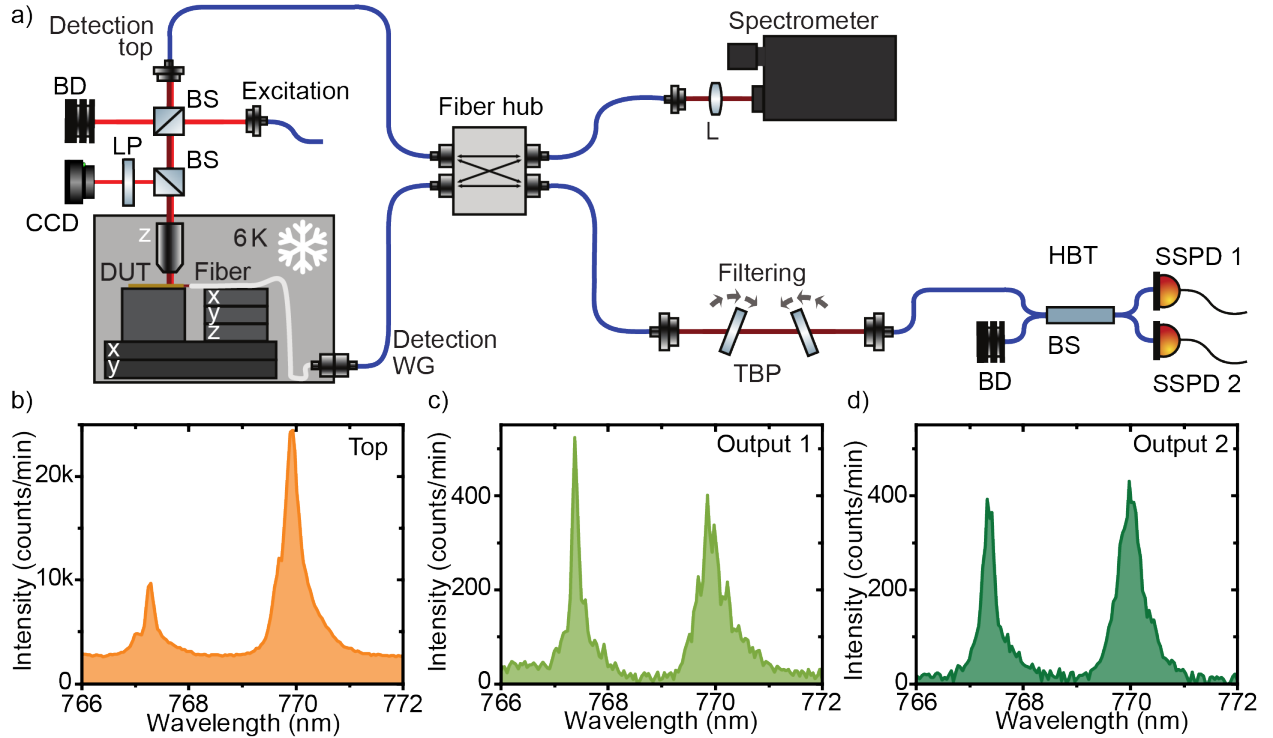 a)
Detection
top
BD
BS
Excitation
LP
BS
CCD
z
6 K
DUT
Fiber
x
y
z
x
y
Detection
WG
Fiber hub
Spectrometer
L
Filtering
TBP
HBT
BS
BD
SSPD 1
SSPD 2
b)
Top
Intensity (counts/min)
20k
10k
0
766
768
770
772
Wavelength (nm)
c)
Output 1
Intensity (counts/min)
400
200
0
766
768
770
772
Wavelength (nm)
d)
Output 2
Intensity (counts/min)
400
200
0
766
768
770
772
Wavelength (nm)